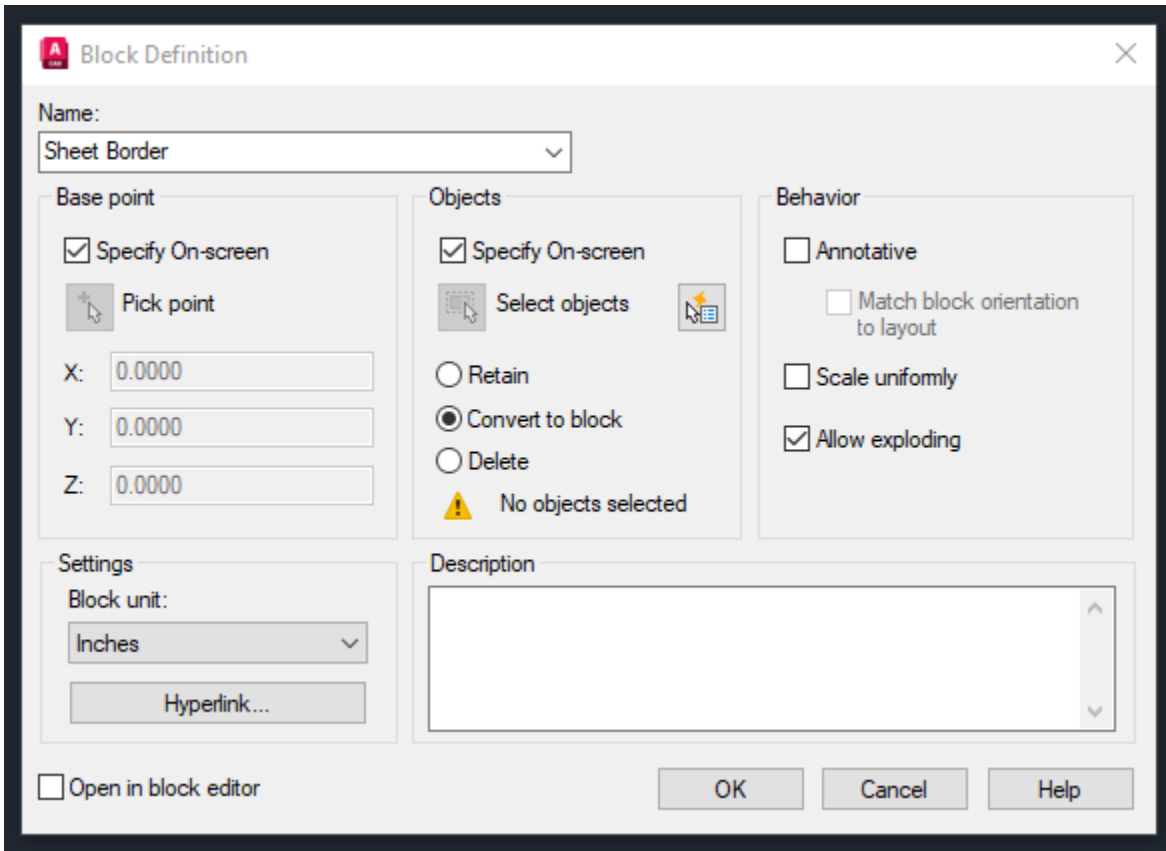 A
CAD
Block Definition
Name:
Sheet Border
Base point
Specify On-screen
Pick point
X: 0.0000
Y: 0.0000
Z: 0.0000
Objects
Specify On-screen
Select objects
Retain
Convert to block
Delete
No objects selected
Behavior
Annotative
Match block orientation
to layout
Scale uniformly
Allow exploding
Settings
Block unit:
Inches
Hyperlink...
Description
Open in block editor
OK Cancel Help